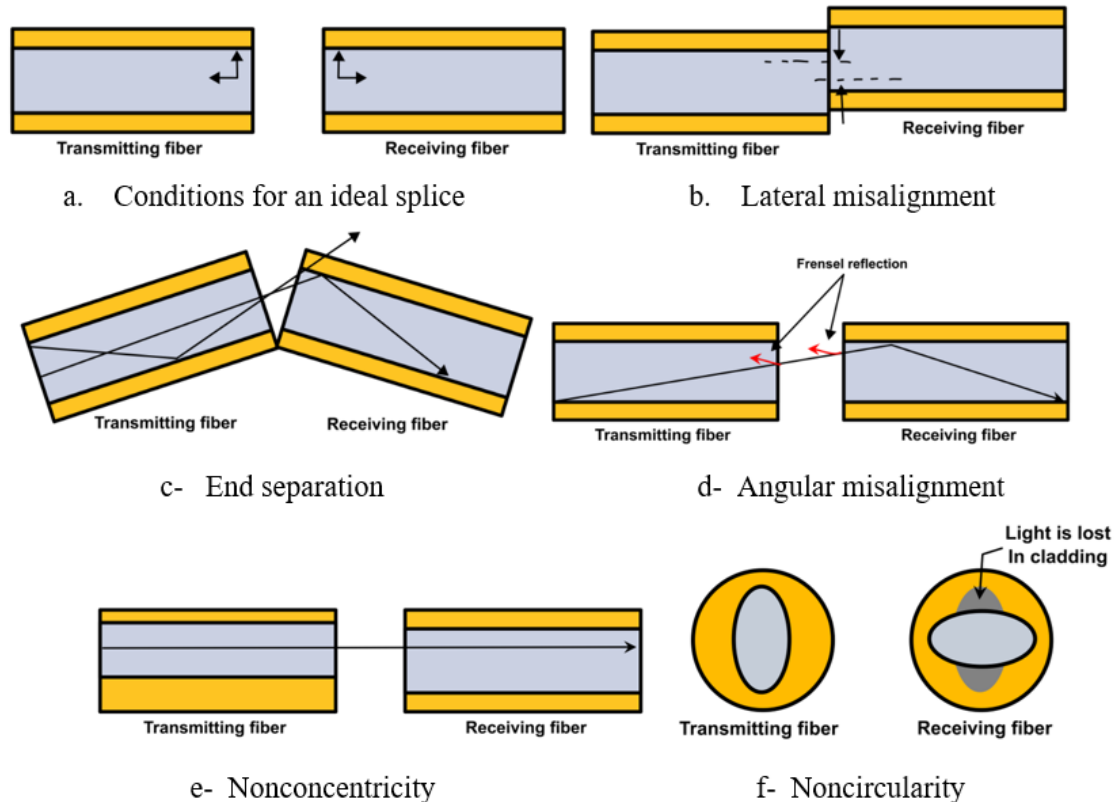 Transmitting fiber
Receiving fiber
a. Conditions for an ideal splice
Transmitting fiber
Receiving fiber
b. Lateral misalignment
Transmitting fiber
Receiving fiber
c- End separation
Frensel reflection
Transmitting fiber
Receiving fiber
d- Angular misalignment
Transmitting fiber
Receiving fiber
e- Nonconcentricity
Light is lost
In cladding
Transmitting fiber
Receiving fiber
f- Noncircularity